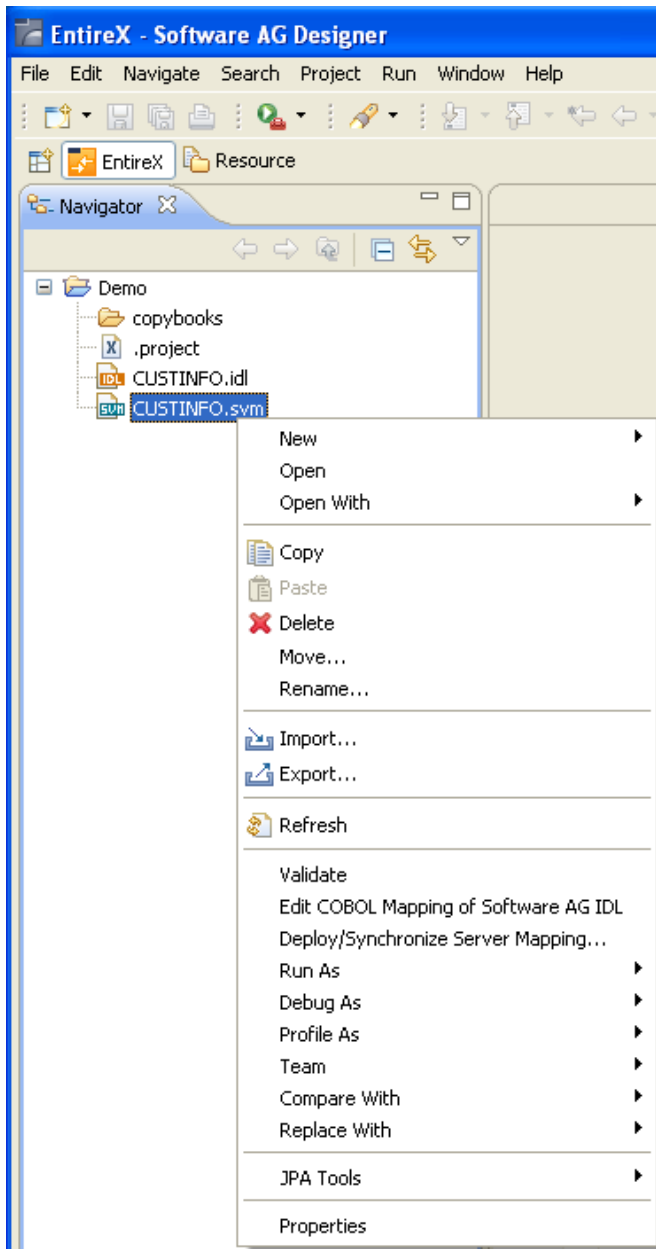 EntireX - Software AG Designer
File Edit Navigate Search Project Run Window Help
EntireX Resource
Navigator
Demo
copybooks
X .project
IDL CUSTINFO.idl
SVM CUSTINFO.svm
New
Open
Open With
Copy
Paste
Delete
Move...
Rename...
Import...
Export...
Refresh
Validate
Edit COBOL Mapping of Software AG IDL
Deploy/Synchronize Server Mapping...
Run As
Debug As
Profile As
Team
Compare With
Replace With
JPA Tools
Properties